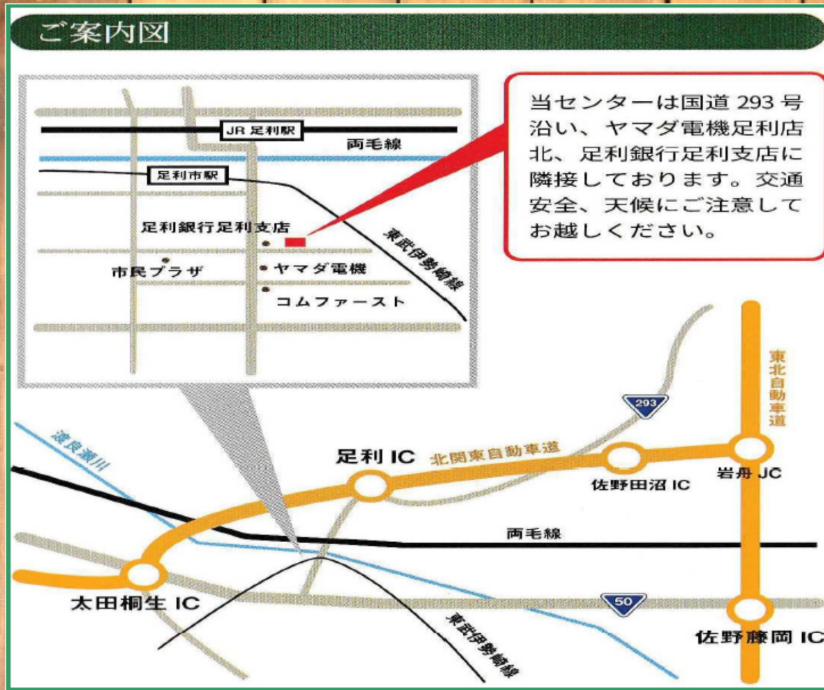 ご案内図
当センターは国道 293 号
沿い、ヤマダ電機足利店
北、足利銀行足利支店に
隣接しております。交通
安全、天候にご注意して
お越しください。
JR 足利駅
両毛線
足利市駅
足利銀行足利支店
東武伊勢崎線
市民プラザ
ヤマダ電機
コムファースト
東北自動車道
293
渡良瀬川
足利 IC
北関東自動車道
佐野田沼 IC
岩舟 JC
両毛線
太田桐生 IC
50
東武伊勢崎線
佐野藤岡 IC